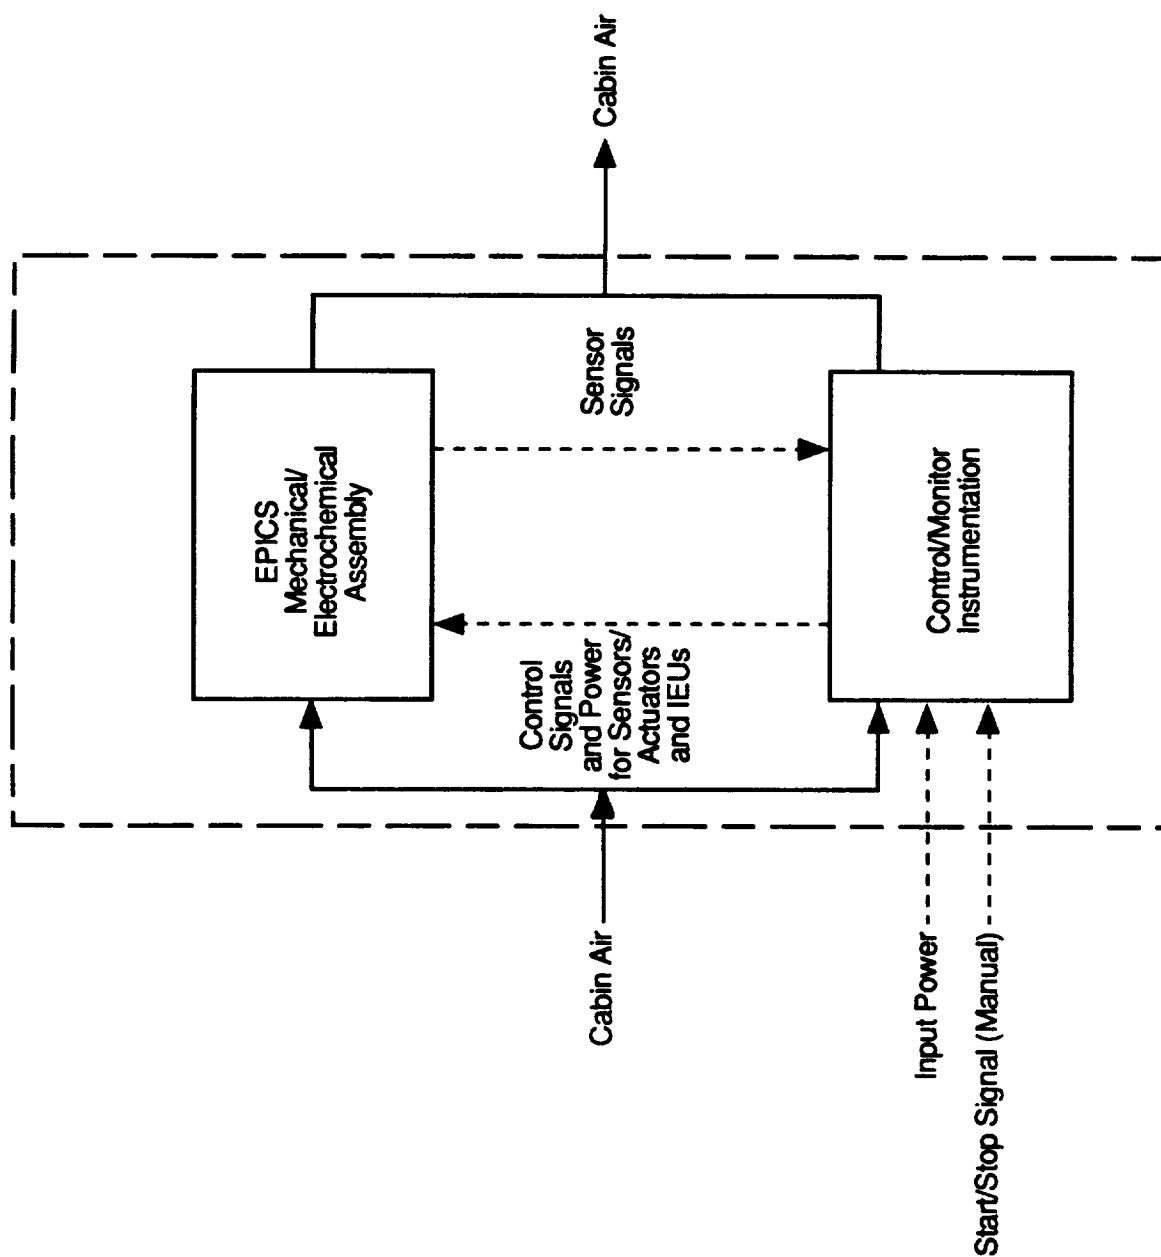 Cabin Air
EPICS
Mechanical/
Electrochemical
Assembly
Control
Signals
and Power
for Sensors/
Actuators
and IEUs
Sensor
Signals
Control/Monitor
Instrumentation
Cabin Air
Input Power
Start/Stop Signal (Manual)